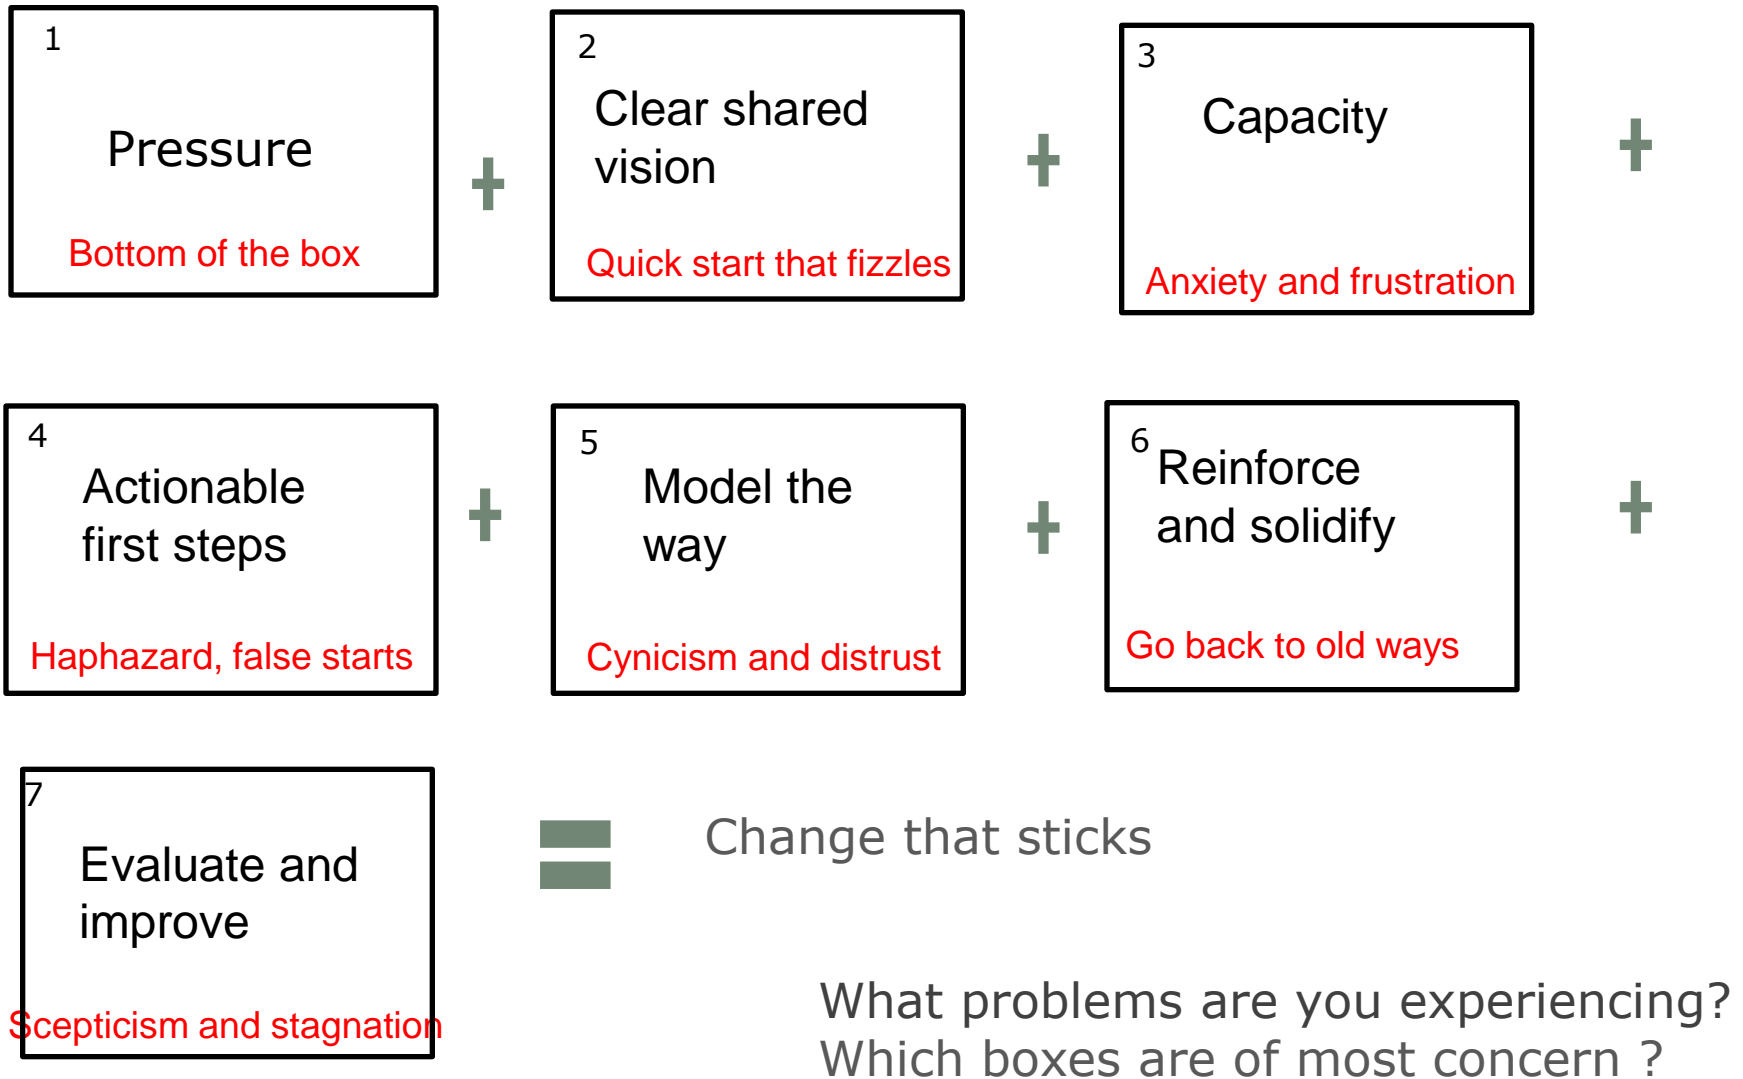 1
Pressure
Bottom of the box
+
2
Clear shared
vision
Quick start that fizzles
+
3
Capacity
Anxiety and frustration
+
4
Actionable
first steps
Haphazard, false starts
+
5
Model the
way
Cynicism and distrust
+
6
Reinforce
and solidify
Go back to old ways
+
7
Evaluate and
improve
Scepticism and stagnation
=
Change that sticks
What problems are you experiencing?
Which boxes are of most concern ?